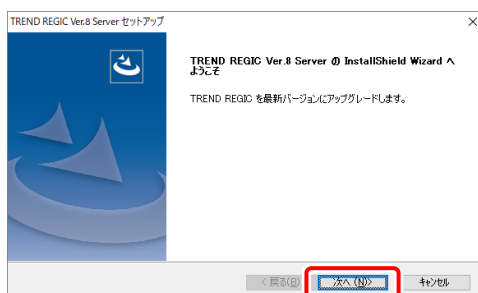 TREND REGIC Ver.8 Server セットアップ
TREND REGIC Ver.8 Server の InstallShield Wizard へ
ようこそ
TREND REGIC を最新バージョンにアップグレードします。
< 戻る(B) 次へ (N)> キャンセル